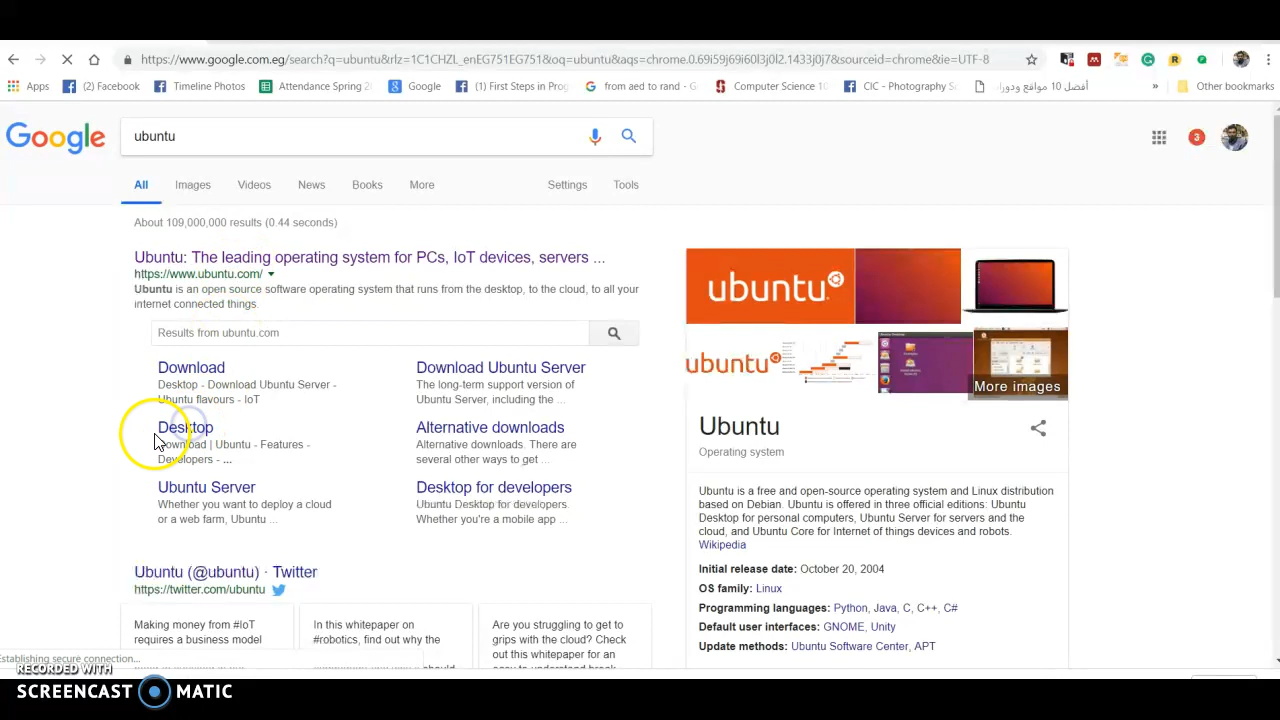 https://www.google.com.eg/search?q=ubuntu&rlz=1C1CHZL_enEG751EG751&oq=ubuntu&aqs=chrome.0.69i59j69i60l3j0l2.1433j0j7&sourceid=chrome&ie=UTF-8
Apps (2) Facebook Timeline Photos Attendance Spring 20 Google (1) First Steps in Prog from aed to rand - G Computer Science 10 CIC - Photography S أفضل 10 مواقع ودورات » Other bookmarks
Google ubuntu 3
All Images Videos News Books More Settings Tools
About 109,000,000 results (0.44 seconds)
Ubuntu: The leading operating system for PCs, IoT devices, servers ...
https://www.ubuntu.com/
Ubuntu is an open source software operating system that runs from the desktop, to the cloud, to all your
internet connected things.
Results from ubuntu.com
Download
Desktop - Download Ubuntu Server -
Ubuntu flavours - IoT
Download Ubuntu Server
The long-term support version of
Ubuntu Server, including the ...
Desktop
Download | Ubuntu - Features -
Developers - ...
Alternative downloads
Alternative downloads. There are
several other ways to get ...
Ubuntu Server
Whether you want to deploy a cloud
or a web farm, Ubuntu ...
Desktop for developers
Ubuntu Desktop for developers.
Whether you're a mobile app ...
Ubuntu (@ubuntu) · Twitter
https://twitter.com/ubuntu
Making money from #IoT
requires a business model
In this whitepaper on
#robotics, find out why the
Are you struggling to get to
grips with the cloud? Check
out this whitepaper for an
ubuntu
ubuntu
More images
Ubuntu
Operating system
Ubuntu is a free and open-source operating system and Linux distribution
based on Debian. Ubuntu is offered in three official editions: Ubuntu
Desktop for personal computers, Ubuntu Server for servers and the
cloud, and Ubuntu Core for Internet of things devices and robots.
Wikipedia
Initial release date: October 20, 2004
OS family: Linux
Programming languages: Python, Java, C, C++, C#
Default user interfaces: GNOME, Unity
Update methods: Ubuntu Software Center, APT
Establishing secure connection...
RECORDED WITH
SCREENCAST MATIC